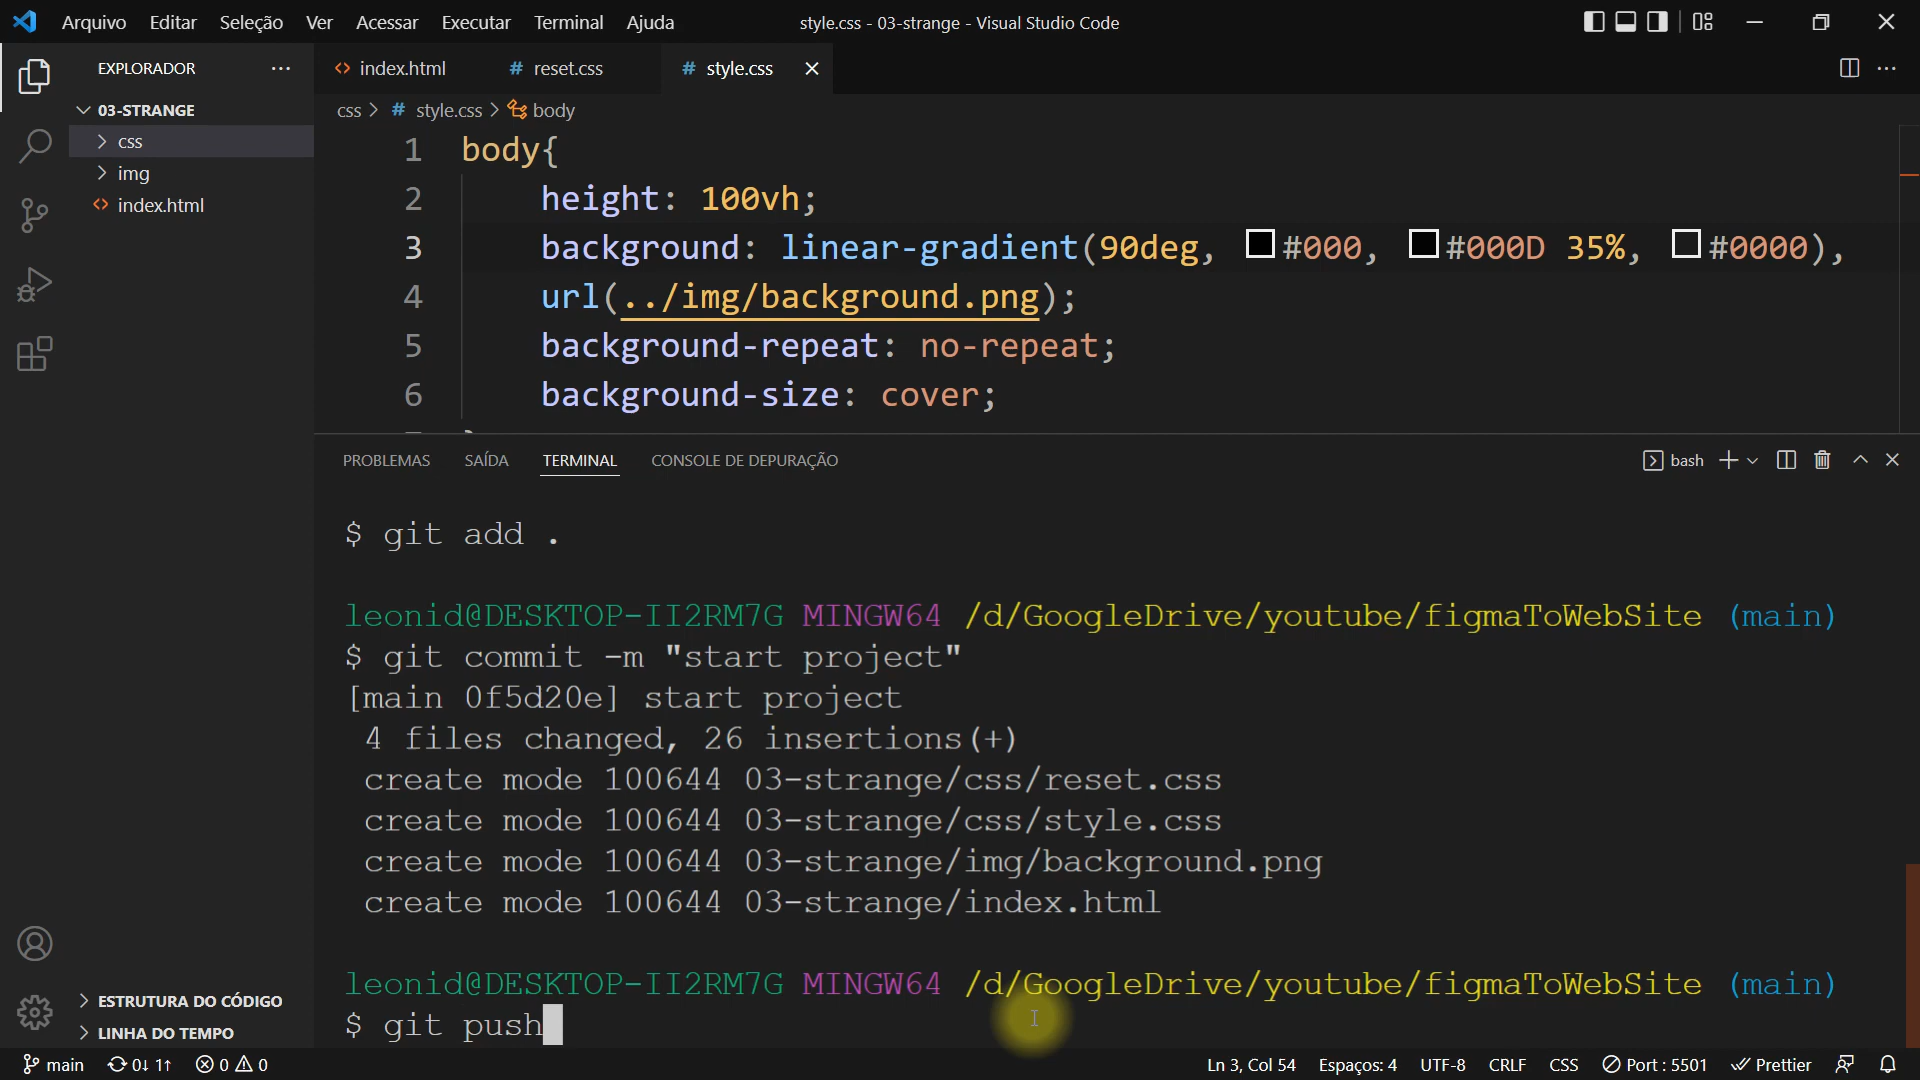 Arquivo Editar Seleção Ver Acessar Executar Terminal Ajuda
style.css - 03-strange - Visual Studio Code
EXPLORADOR
03-STRANGE
css
img
index.html
ESTRUTURA DO CÓDIGO
LINHA DO TEMPO
index.html # reset.css # style.css
css > # style.css > body
1 body{
2 height: 100vh;
3 background: linear-gradient(90deg, #000, #000D 35%, #0000),
4 url(../img/background.png);
5 background-repeat: no-repeat;
6 background-size: cover;
PROBLEMAS SAÍDA TERMINAL CONSOLE DE DEPURAÇÃO
bash
$ git add .
leonid@DESKTOP-II2RM7G MINGW64 /d/GoogleDrive/youtube/figmaToWebSite (main)
$ git commit -m "start project"
[main 0f5d20e] start project
4 files changed, 26 insertions(+)
create mode 100644 03-strange/css/reset.css
create mode 100644 03-strange/css/style.css
create mode 100644 03-strange/img/background.png
create mode 100644 03-strange/index.html
leonid@DESKTOP-II2RM7G MINGW64 /d/GoogleDrive/youtube/figmaToWebSite (main)
$ git push
main 0↓ 1↑ 0 0
Ln 3, Col 54 Espaços: 4 UTF-8 CRLF CSS Port : 5501 Prettier